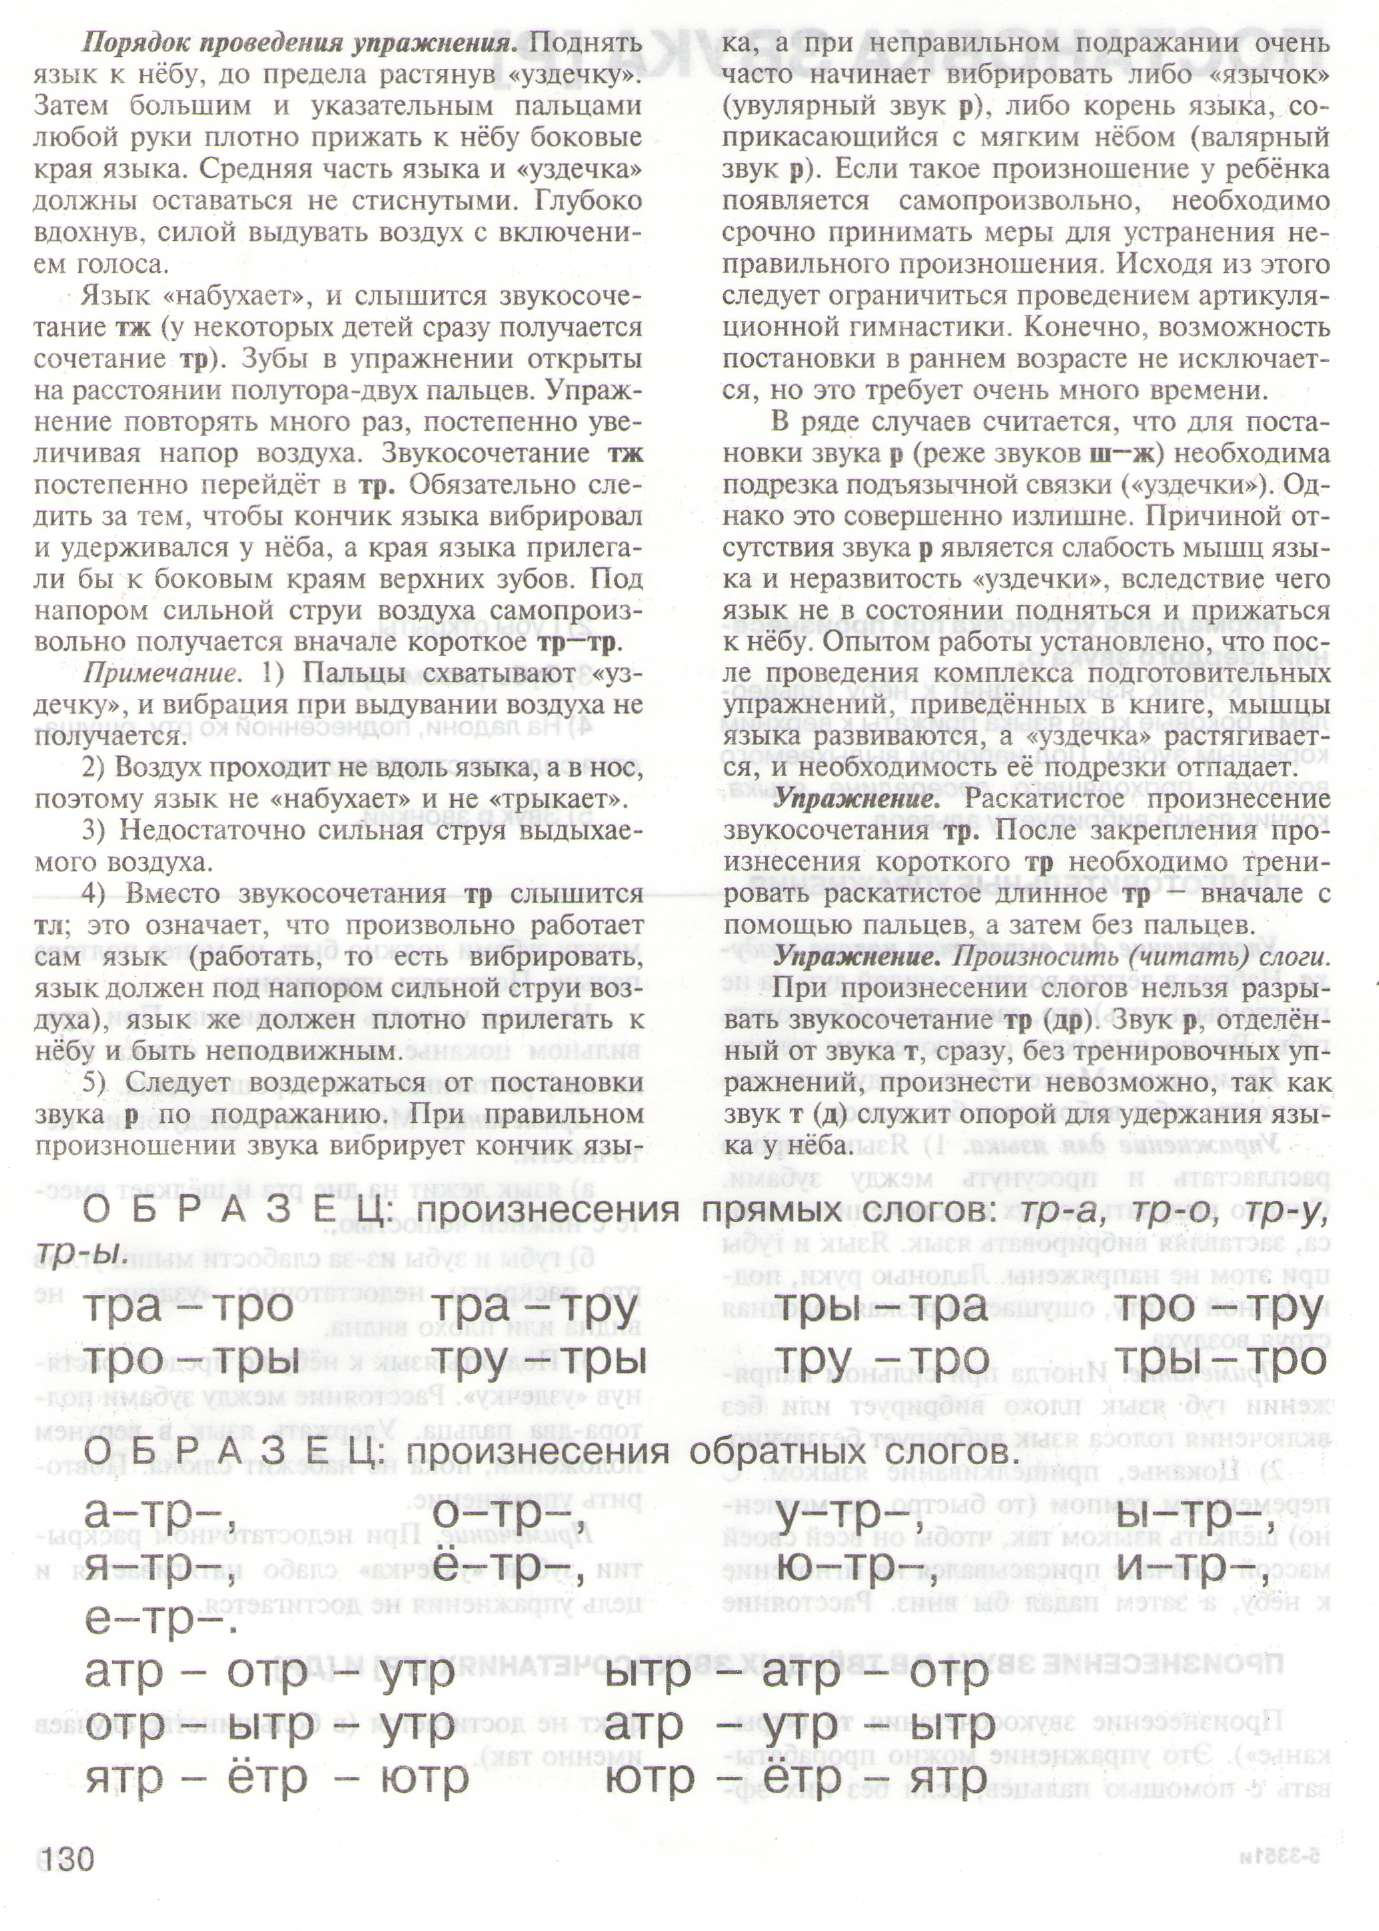 Порядок проведения упражнения. Поднять
язык к нёбу, до предела растянув «уздечку».
Затем большим и указательным пальцами
любой руки плотно прижать к нёбу боковые
края языка. Средняя часть языка и «уздечка»
должны оставаться не стиснутыми. Глубоко
вдохнув, силой выдувать воздух с включени-
ем голоса.
Язык «набухает», и слышится звукосоче-
тание тж (у некоторых детей сразу получается
сочетание тр). Зубы в упражнении открыты
на расстоянии полутора-двух пальцев. Упраж-
нение повторять много раз, постепенно уве-
личивая напор воздуха. Звукосочетание тж
постепенно перейдёт в тр. Обязательно сле-
дить за тем, чтобы кончик языка вибрировал
и удерживался у нёба, а края языка прилега-
ли бы к боковым краям верхних зубов. Под
напором сильной струи воздуха самопроиз-
вольно получается вначале короткое тр—тр.
Примечание. 1) Пальцы схватывают «уз-
дечку», и вибрация при выдувании воздуха не
получается.
2) Воздух проходит не вдоль языка, а в нос,
поэтому язык не «набухает» и не «трыкает».
3) Недостаточно сильная струя выдыхае-
мого воздуха.
4) Вместо звукосочетания тр слышится
тл; это означает, что произвольно работает
сам язык (работать, то есть вибрировать,
язык должен под напором сильной струи воз-
духа), язык же должен плотно прилегать к
нёбу и быть неподвижным.
5) Следует воздержаться от постановки
звука р по подражанию. При правильном
произношении звука вибрирует кончик язы-
ка, а при неправильном подражании очень
часто начинает вибрировать либо «язычок»
(увулярный звук р), либо корень языка, со-
прикасающийся с мягким нёбом (валярный
звук р). Если такое произношение у ребёнка
появляется самопроизвольно, необходимо
срочно принимать меры для устранения не-
правильного произношения. Исходя из этого
следует ограничиться проведением артикуля-
ционной гимнастики. Конечно, возможность
постановки в раннем возрасте не исключает-
ся, но это требует очень много времени.
В ряде случаев считается, что для поста-
новки звука р (реже звуков ш—ж) необходима
подрезка подъязычной связки («уздечки»). Од-
нако это совершенно излишне. Причиной от-
сутствия звука р является слабость мышц язы-
ка и неразвитость «уздечки», вследствие чего
язык не в состоянии подняться и прижаться
к нёбу. Опытом работы установлено, что пос-
ле проведения комплекса подготовительных
упражнений, приведённых в книге, мышцы
языка развиваются, а «уздечка» растягивает-
ся, и необходимость её подрезки отпадает.
Упражнение. Раскатистое произнесение
звукосочетания тр. После закрепления про-
изнесения короткого тр необходимо трени-
ровать раскатистое длинное тр — вначале с
помощью пальцев, а затем без пальцев.
Упражнение. Произносить (читать) слоги.
При произнесении слогов нельзя разры-
вать звукосочетание тр (др). Звук р, отделён-
ный от звука т, сразу, без тренировочных уп-
ражнений, произнести невозможно, так как
звук т (д) служит опорой для удержания язы-
ка у нёба.
О Б Р А З Е Ц: произнесения прямых слогов: тр-а, тр-о, тр-у,
тр-ы.
тра – тро тра – тру тры – тра тро – тру
тро – тры тру – тры тру – тро тры – тро
О Б Р А З Е Ц: произнесения обратных слогов.
а–тр–, о–тр–, у–тр–, ы–тр–,
я–тр–, ё–тр–, ю–тр–, и–тр–,
е–тр–.
атр – отр – утр ытр – атр – отр
отр – ытр – утр атр – утр – ытр
ятр – ётр – ютр ютр – ётр – ятр
130